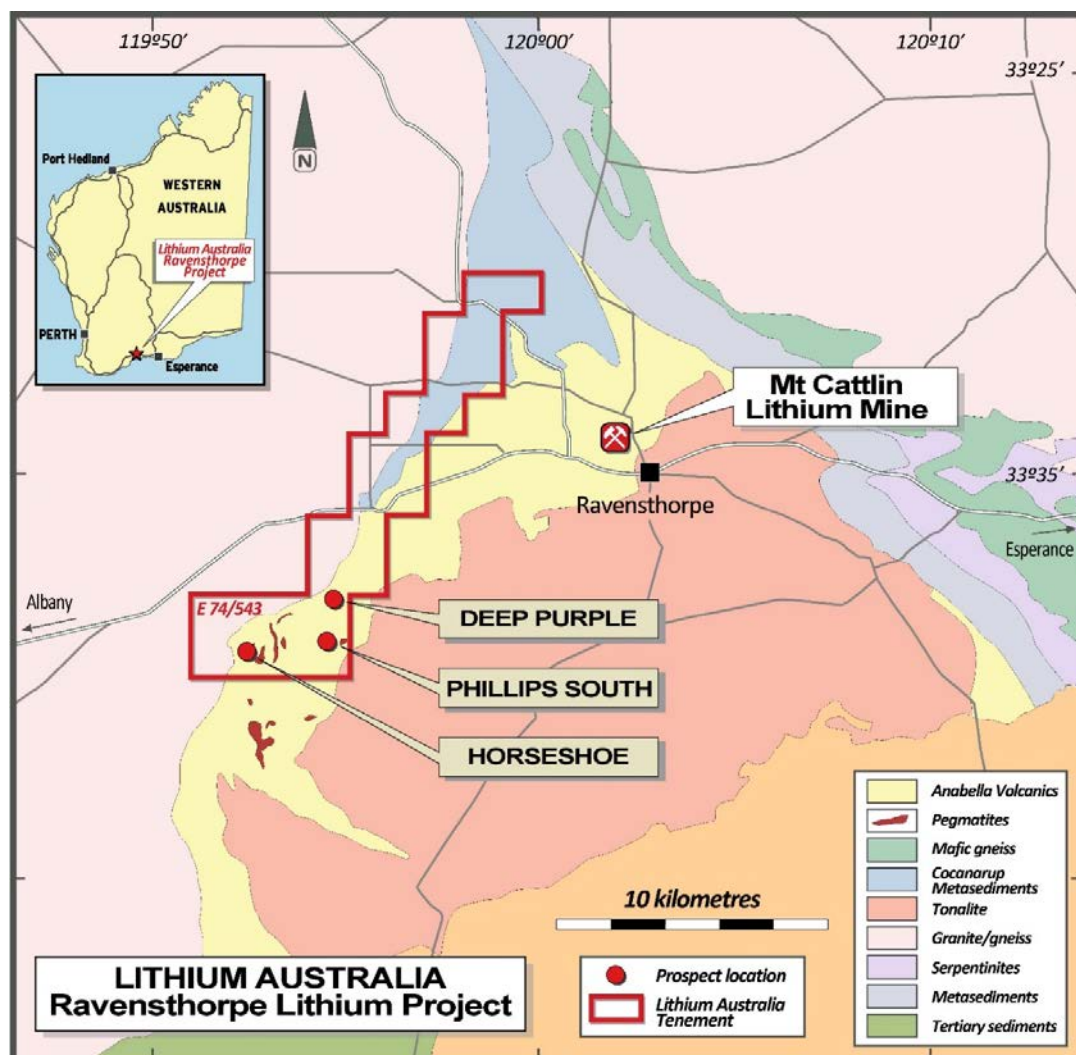 119º50'
120º00'
120º10'
33º25'
Port Hedland
WESTERN
AUSTRALIA
Lithium Australia
Ravensthorpe
Project
PERTH
Esperance
N
Mt Cattlin
Lithium Mine
33º35'
Ravensthorpe
Esperance
Albany
E 74/543
DEEP PURPLE
PHILLIPS SOUTH
HORSESHOE
Anabella Volcanics
Pegmatites
Mafic gneiss
Cocanarup
Metasediments
Tonalite
Granite/gneiss
Serpentinites
Metasediments
Tertiary sediments
10 kilometres
LITHIUM AUSTRALIA
Ravensthorpe Lithium Project
Prospect location
Lithium Australia
Tenement